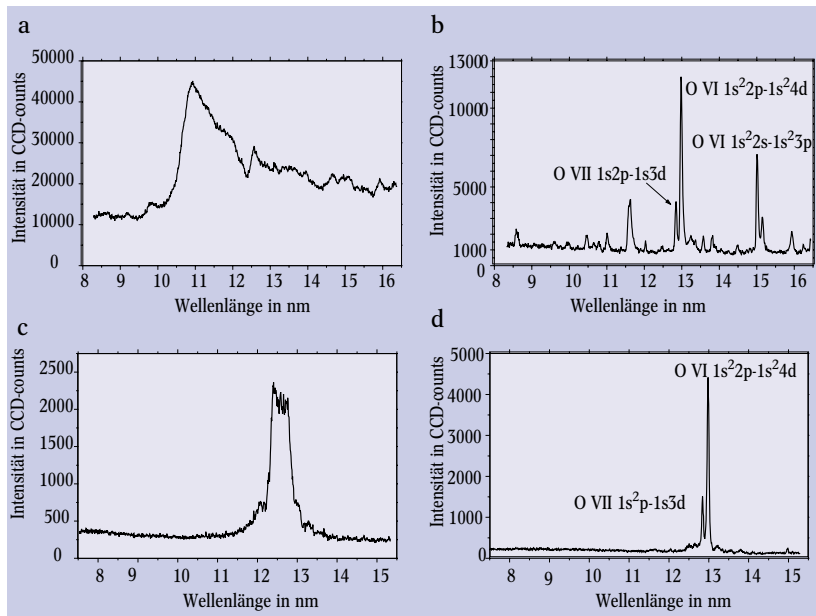 a
50000
40000
30000
20000
10000
0
Intensität in CCD-counts
8 9 10 11 12 13 14 15 16
Wellenlänge in nm
b
13000
10000
5000
1000
0
Intensität in CCD-counts
O VI 1s²2p-1s²4d
O VI 1s²2s-1s²3p
O VII 1s2p-1s3d
8 9 10 11 12 13 14 15 16
Wellenlänge in nm
c
2500
2000
1500
1000
500
0
Intensität in CCD-counts
8 9 10 11 12 13 14 15
Wellenlänge in nm
d
5000
4000
3000
2000
1000
0
Intensität in CCD-counts
O VI 1s²2p-1s²4d
O VII 1s²p-1s3d
8 9 10 11 12 13 14 15
Wellenlänge in nm